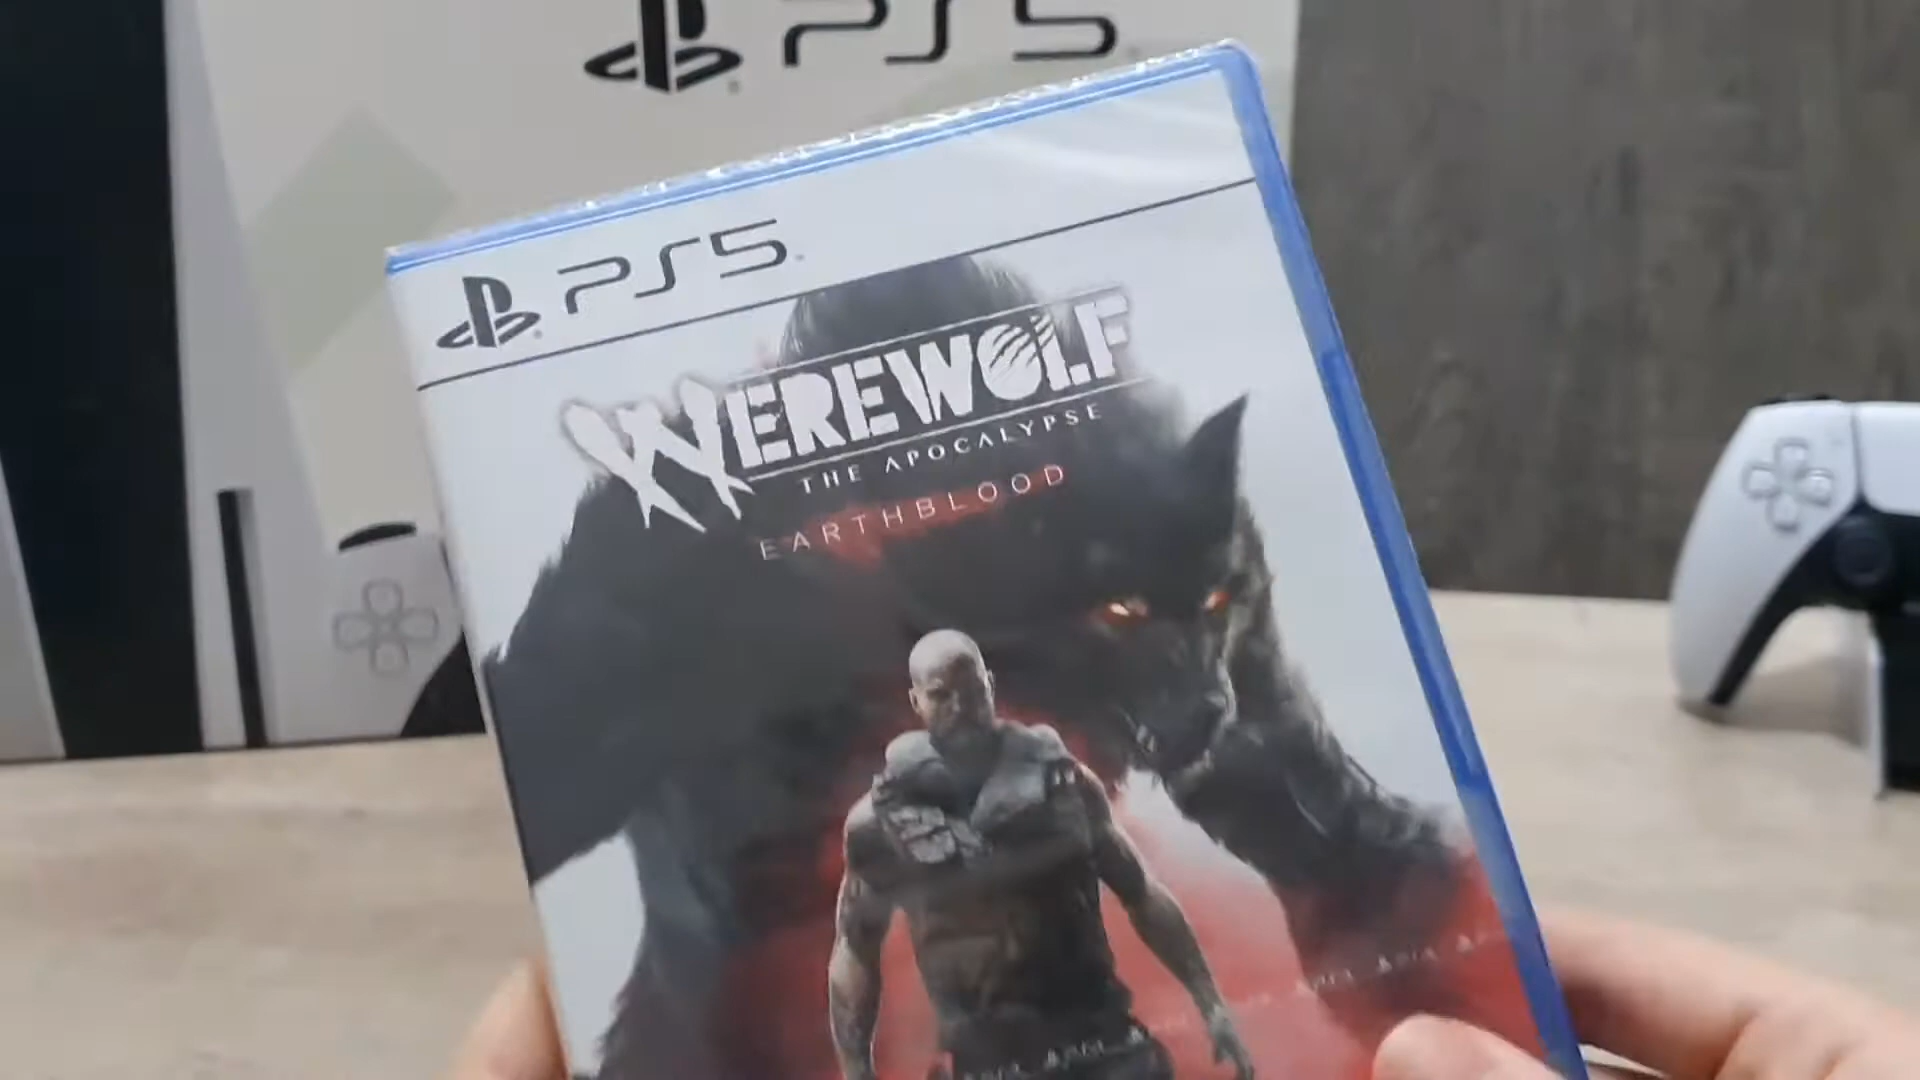 PS5
PS5
WEREWOLF
THE APOCALYPSE
EARTHBLOOD